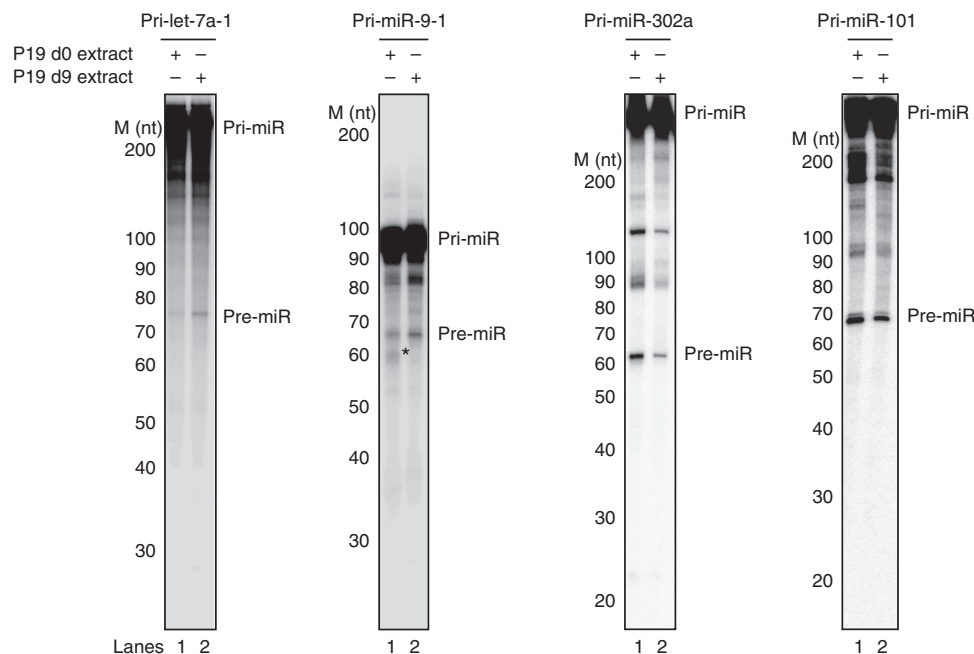 Pri-let-7a-1 Pri-miR-9-1 Pri-miR-302a Pri-miR-101
P19 d0 extract + – + – + – + –
P19 d9 extract – + – + – + – +
M (nt) Pri-miR
200
100
90
80
70 Pre-miR
60
50
40
30
M (nt)
200
100
90 Pri-miR
80
70
60 * Pre-miR
50
40
30
Pri-miR
M (nt)
200
100
90
80
70
60 Pre-miR
50
40
30
20
Pri-miR
M (nt)
200
100
90
80
70 Pre-miR
60
50
40
30
20
Lanes 1 2 1 2 1 2 1 2